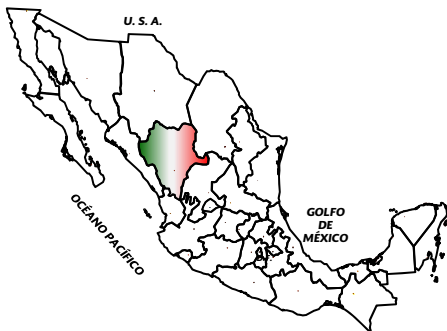 U. S. A.
OCÉANO PACÍFICO
GOLFO
DE
MÉXICO